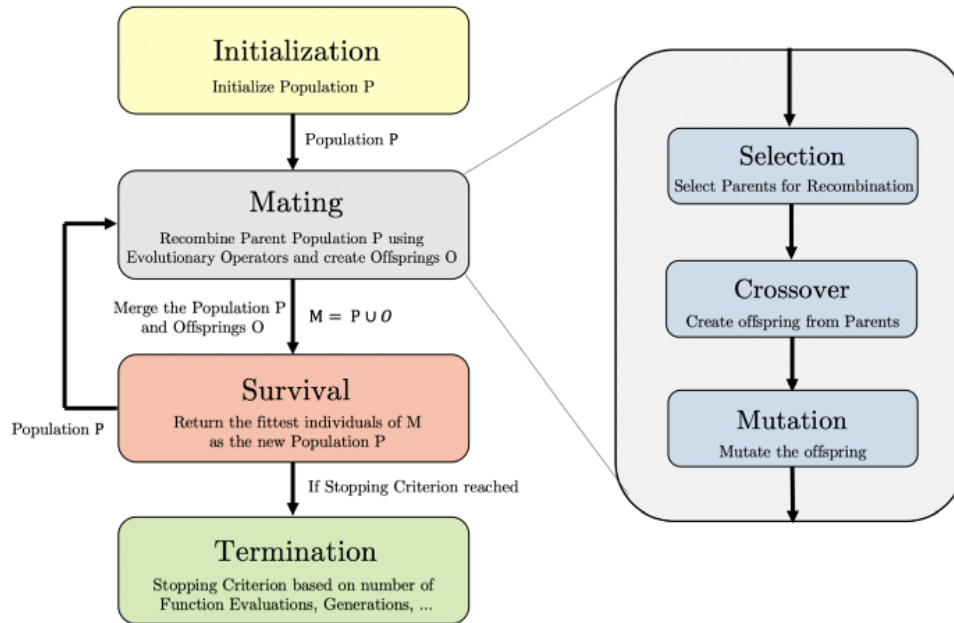 Initialization
Initialize Population P
Population P
Mating
Recombine Parent Population P using
Evolutionary Operators and create Offsprings O
Merge the Population P
and Offsprings O
M = P ∪ O
Survival
Return the fittest individuals of M
as the new Population P
Population P
If Stopping Criterion reached
Termination
Stopping Criterion based on number of
Function Evaluations, Generations, ...
Selection
Select Parents for Recombination
Crossover
Create offspring from Parents
Mutation
Mutate the offspring